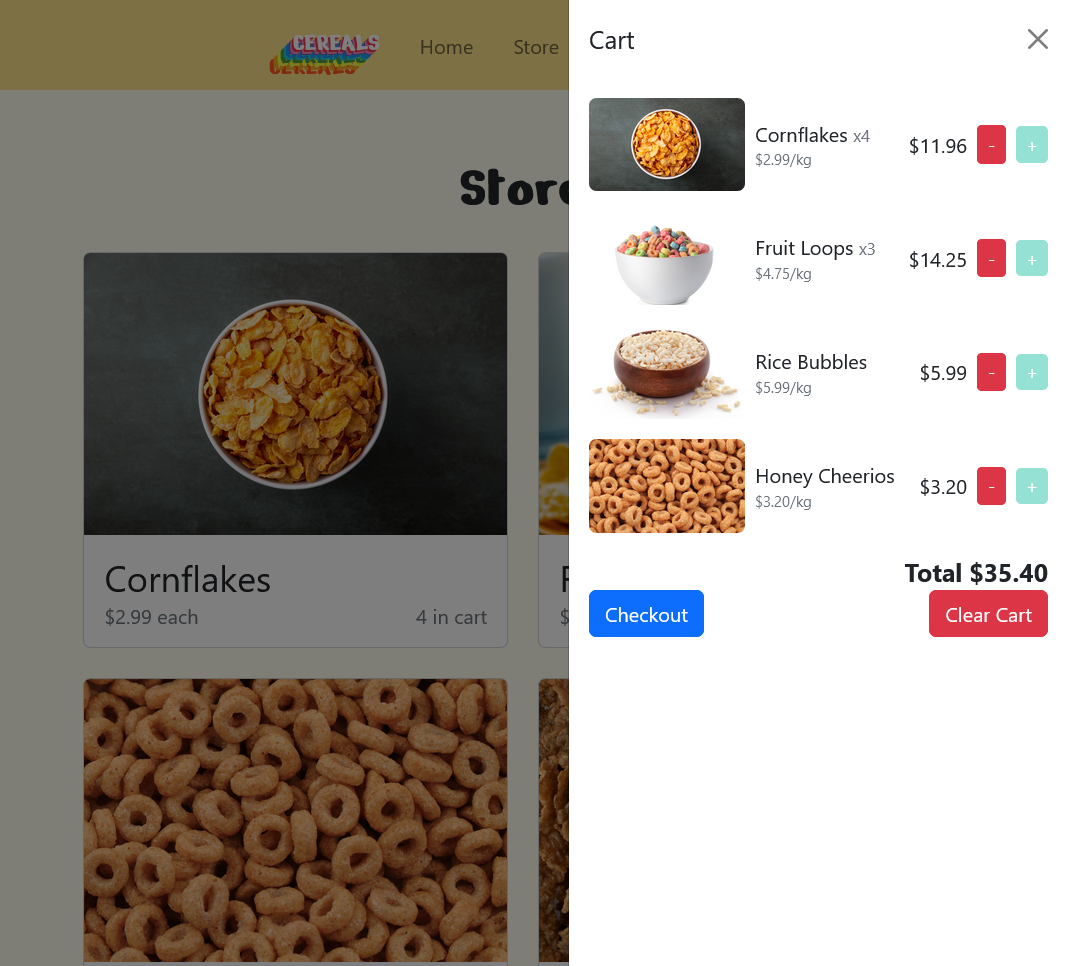 CEREALS
CEREALS
CEREALS
Home Store
Store
Cornflakes
$2.99 each 4 in cart
Cart
Cornflakes x4 $11.96 - +
$2.99/kg
Fruit Loops x3 $14.25 - +
$4.75/kg
Rice Bubbles $5.99 - +
$5.99/kg
Honey Cheerios $3.20 - +
$3.20/kg
Total $35.40
Checkout Clear Cart